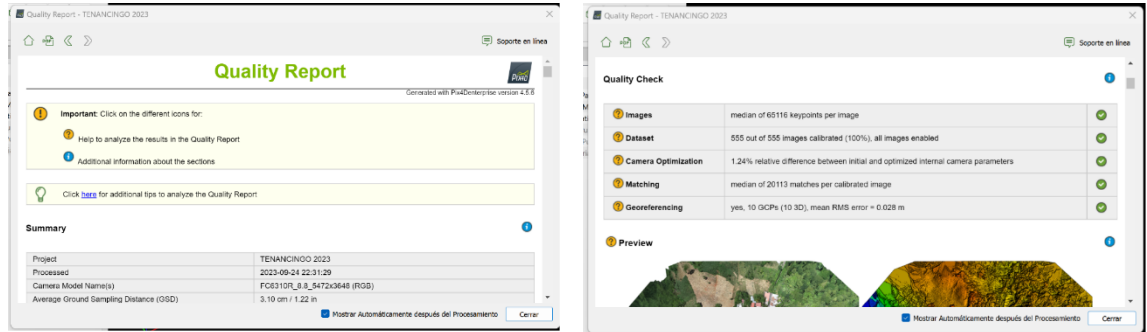 Quality Report - TENANCINGO 2023
Soporte en línea
Quality Report
Generated with Pix4Denterprise version 4.5.6
Important: Click on the different icons for:
Help to analyze the results in the Quality Report
Additional information about the sections
Click here for additional tips to analyze the Quality Report
Summary
Project TENANCINGO 2023
Processed 2023-09-24 22:31:29
Camera Model Name(s) FC6310R_8.8_5472x3648 (RGB)
Average Ground Sampling Distance (GSD) 3.10 cm / 1.22 in
Mostrar Automáticamente después del Procesamiento Cerrar
Quality Report - TENANCINGO 2023
Soporte en línea
Quality Check
Images median of 65116 keypoints per image
Dataset 555 out of 555 images calibrated (100%), all images enabled
Camera Optimization 1.24% relative difference between initial and optimized internal camera parameters
Matching median of 20113 matches per calibrated image
Georeferencing yes, 10 GCPs (10 3D), mean RMS error = 0.028 m
Preview
Mostrar Automáticamente después del Procesamiento Cerrar